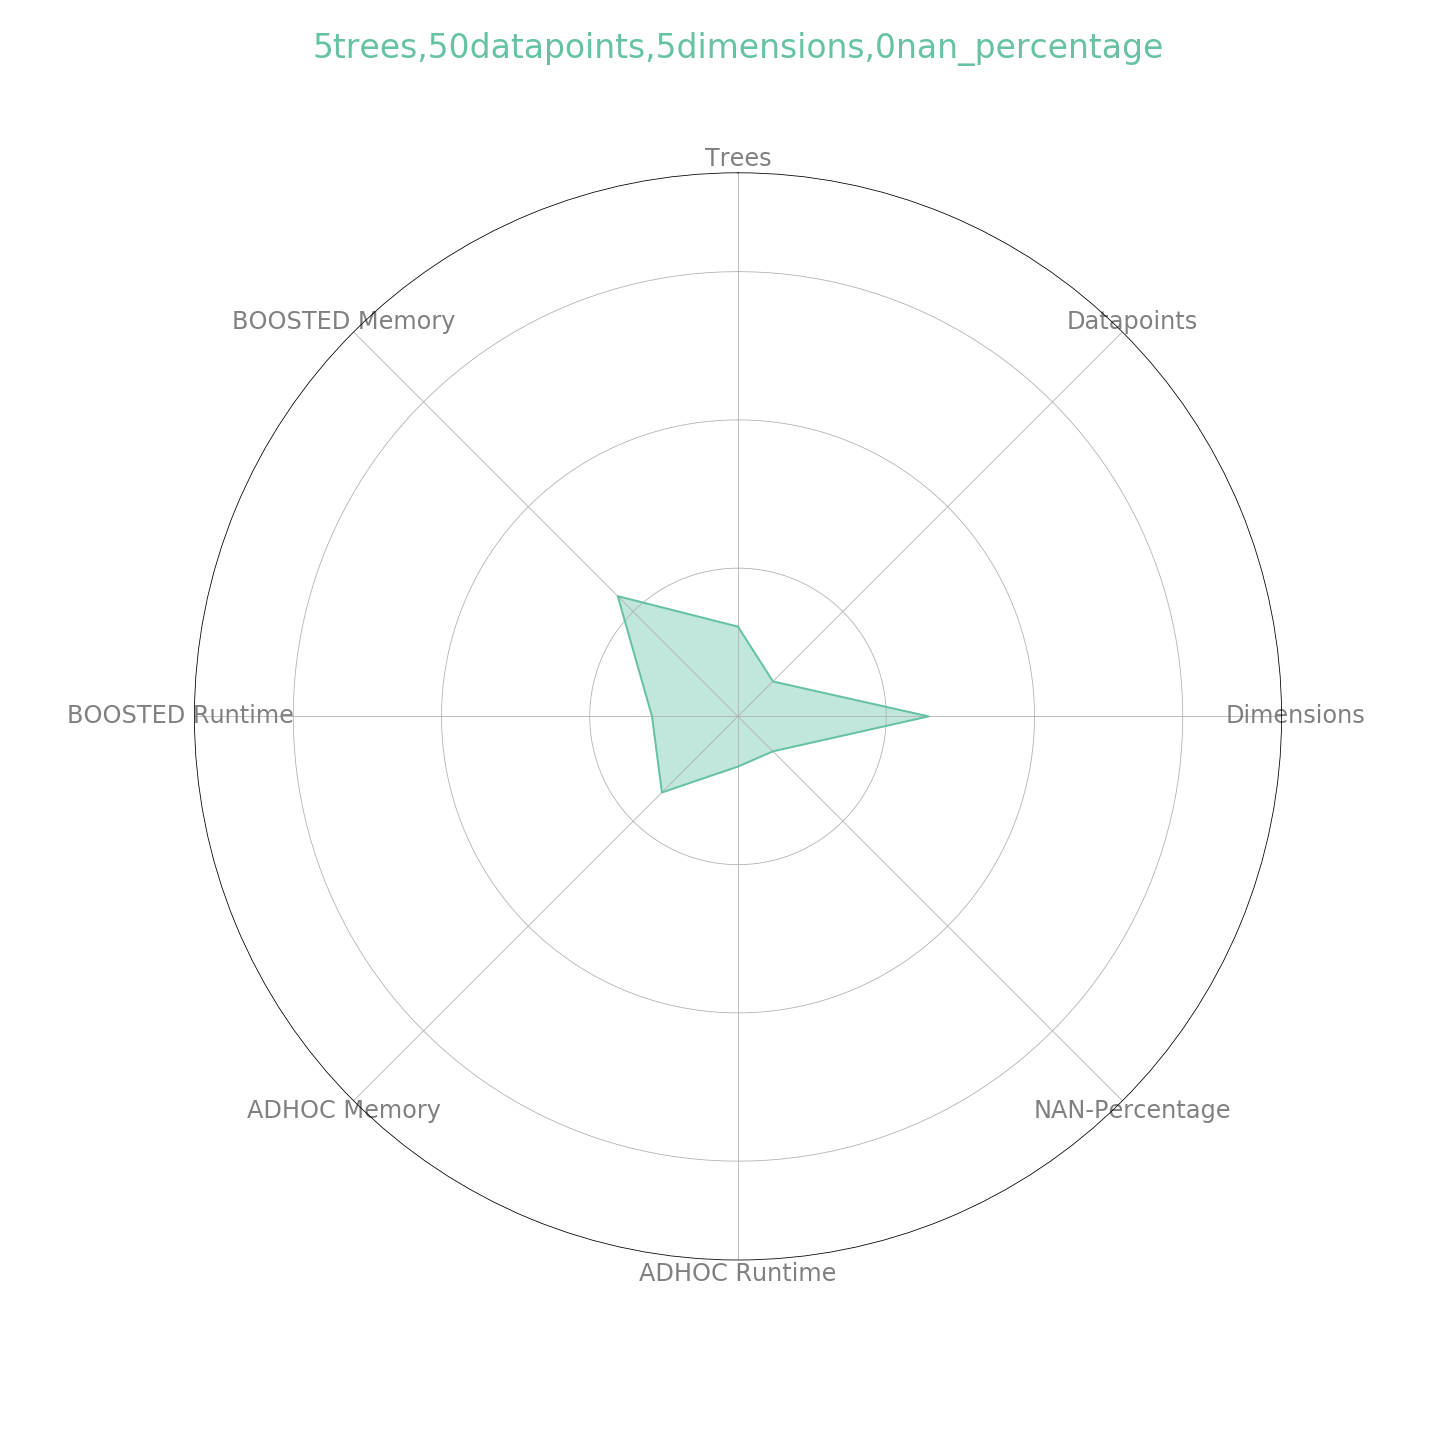 5trees,50datapoints,5dimensions,0nan_percentage
Trees
BOOSTED Memory
Datapoints
BOOSTED Runtime
Dimensions
ADHOC Memory
NAN-Percentage
ADHOC Runtime